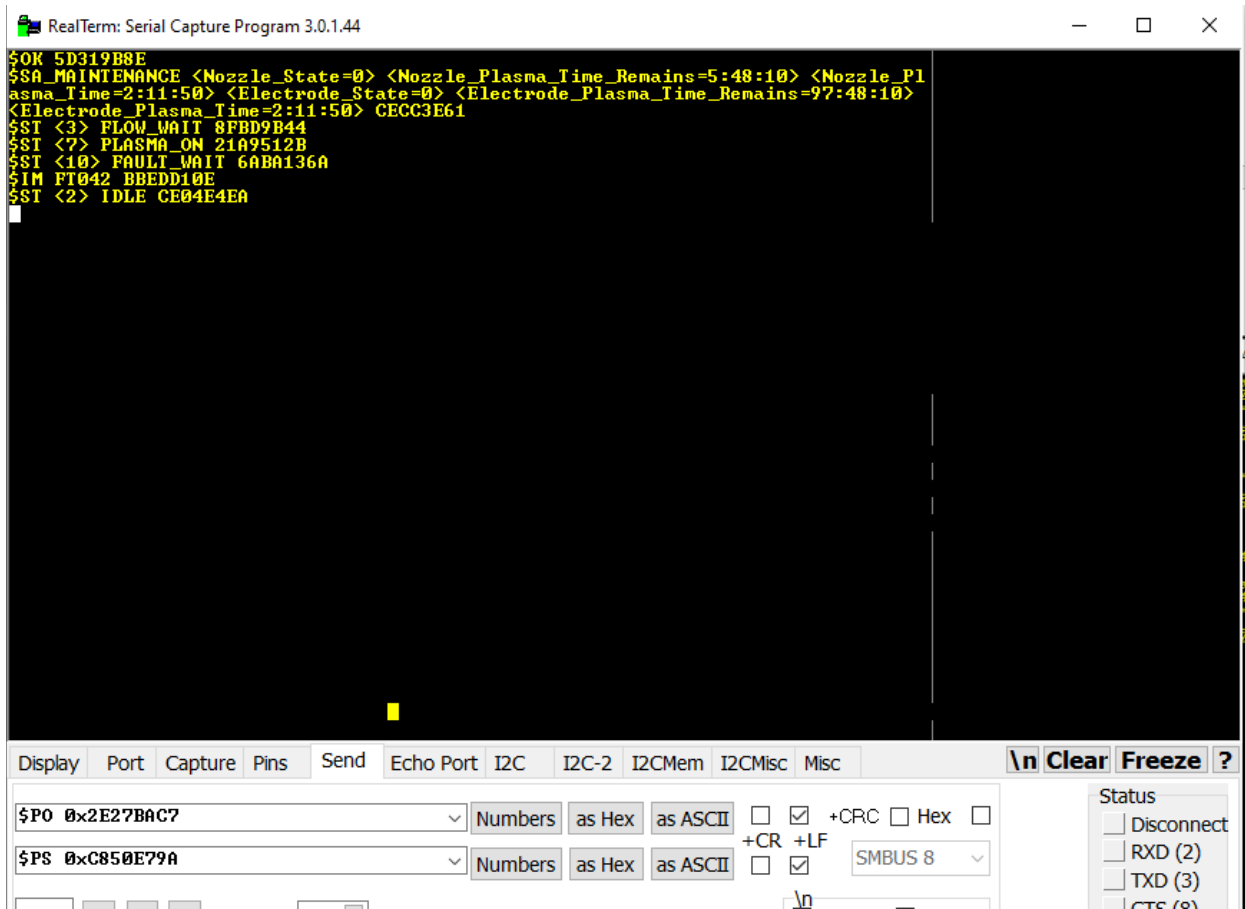 RealTerm: Serial Capture Program 3.0.1.44
$OK 5D319B8E
$SA_MAINTENANCE <Nozzle_State=0> <Nozzle_Plasma_Time_Remains=5:48:10> <Nozzle_Pl
asma_Time=2:11:50> <Electrode_State=0> <Electrode_Plasma_Time_Remains=97:48:10>
<Electrode_Plasma_Time=2:11:50> CECC3E61
$ST <3> FLOW_WAIT 8FBD9B44
$ST <7> PLASMA_ON 21A9512B
$ST <10> FAULT_WAIT 6ABA136A
$IM FT042 BBEDD10E
$ST <2> IDLE CE04E4EA
Display Port Capture Pins Send Echo Port I2C I2C-2 I2CMem I2CMisc Misc \n Clear Freeze ?
Status
$PO 0x2E27BAC7 Numbers as Hex as ASCII +CRC Hex
Disconnect
+CR +LF
$PS 0xC850E79A Numbers as Hex as ASCII SMBUS 8
RXD (2)
TXD (3)
\n
CTS (8)